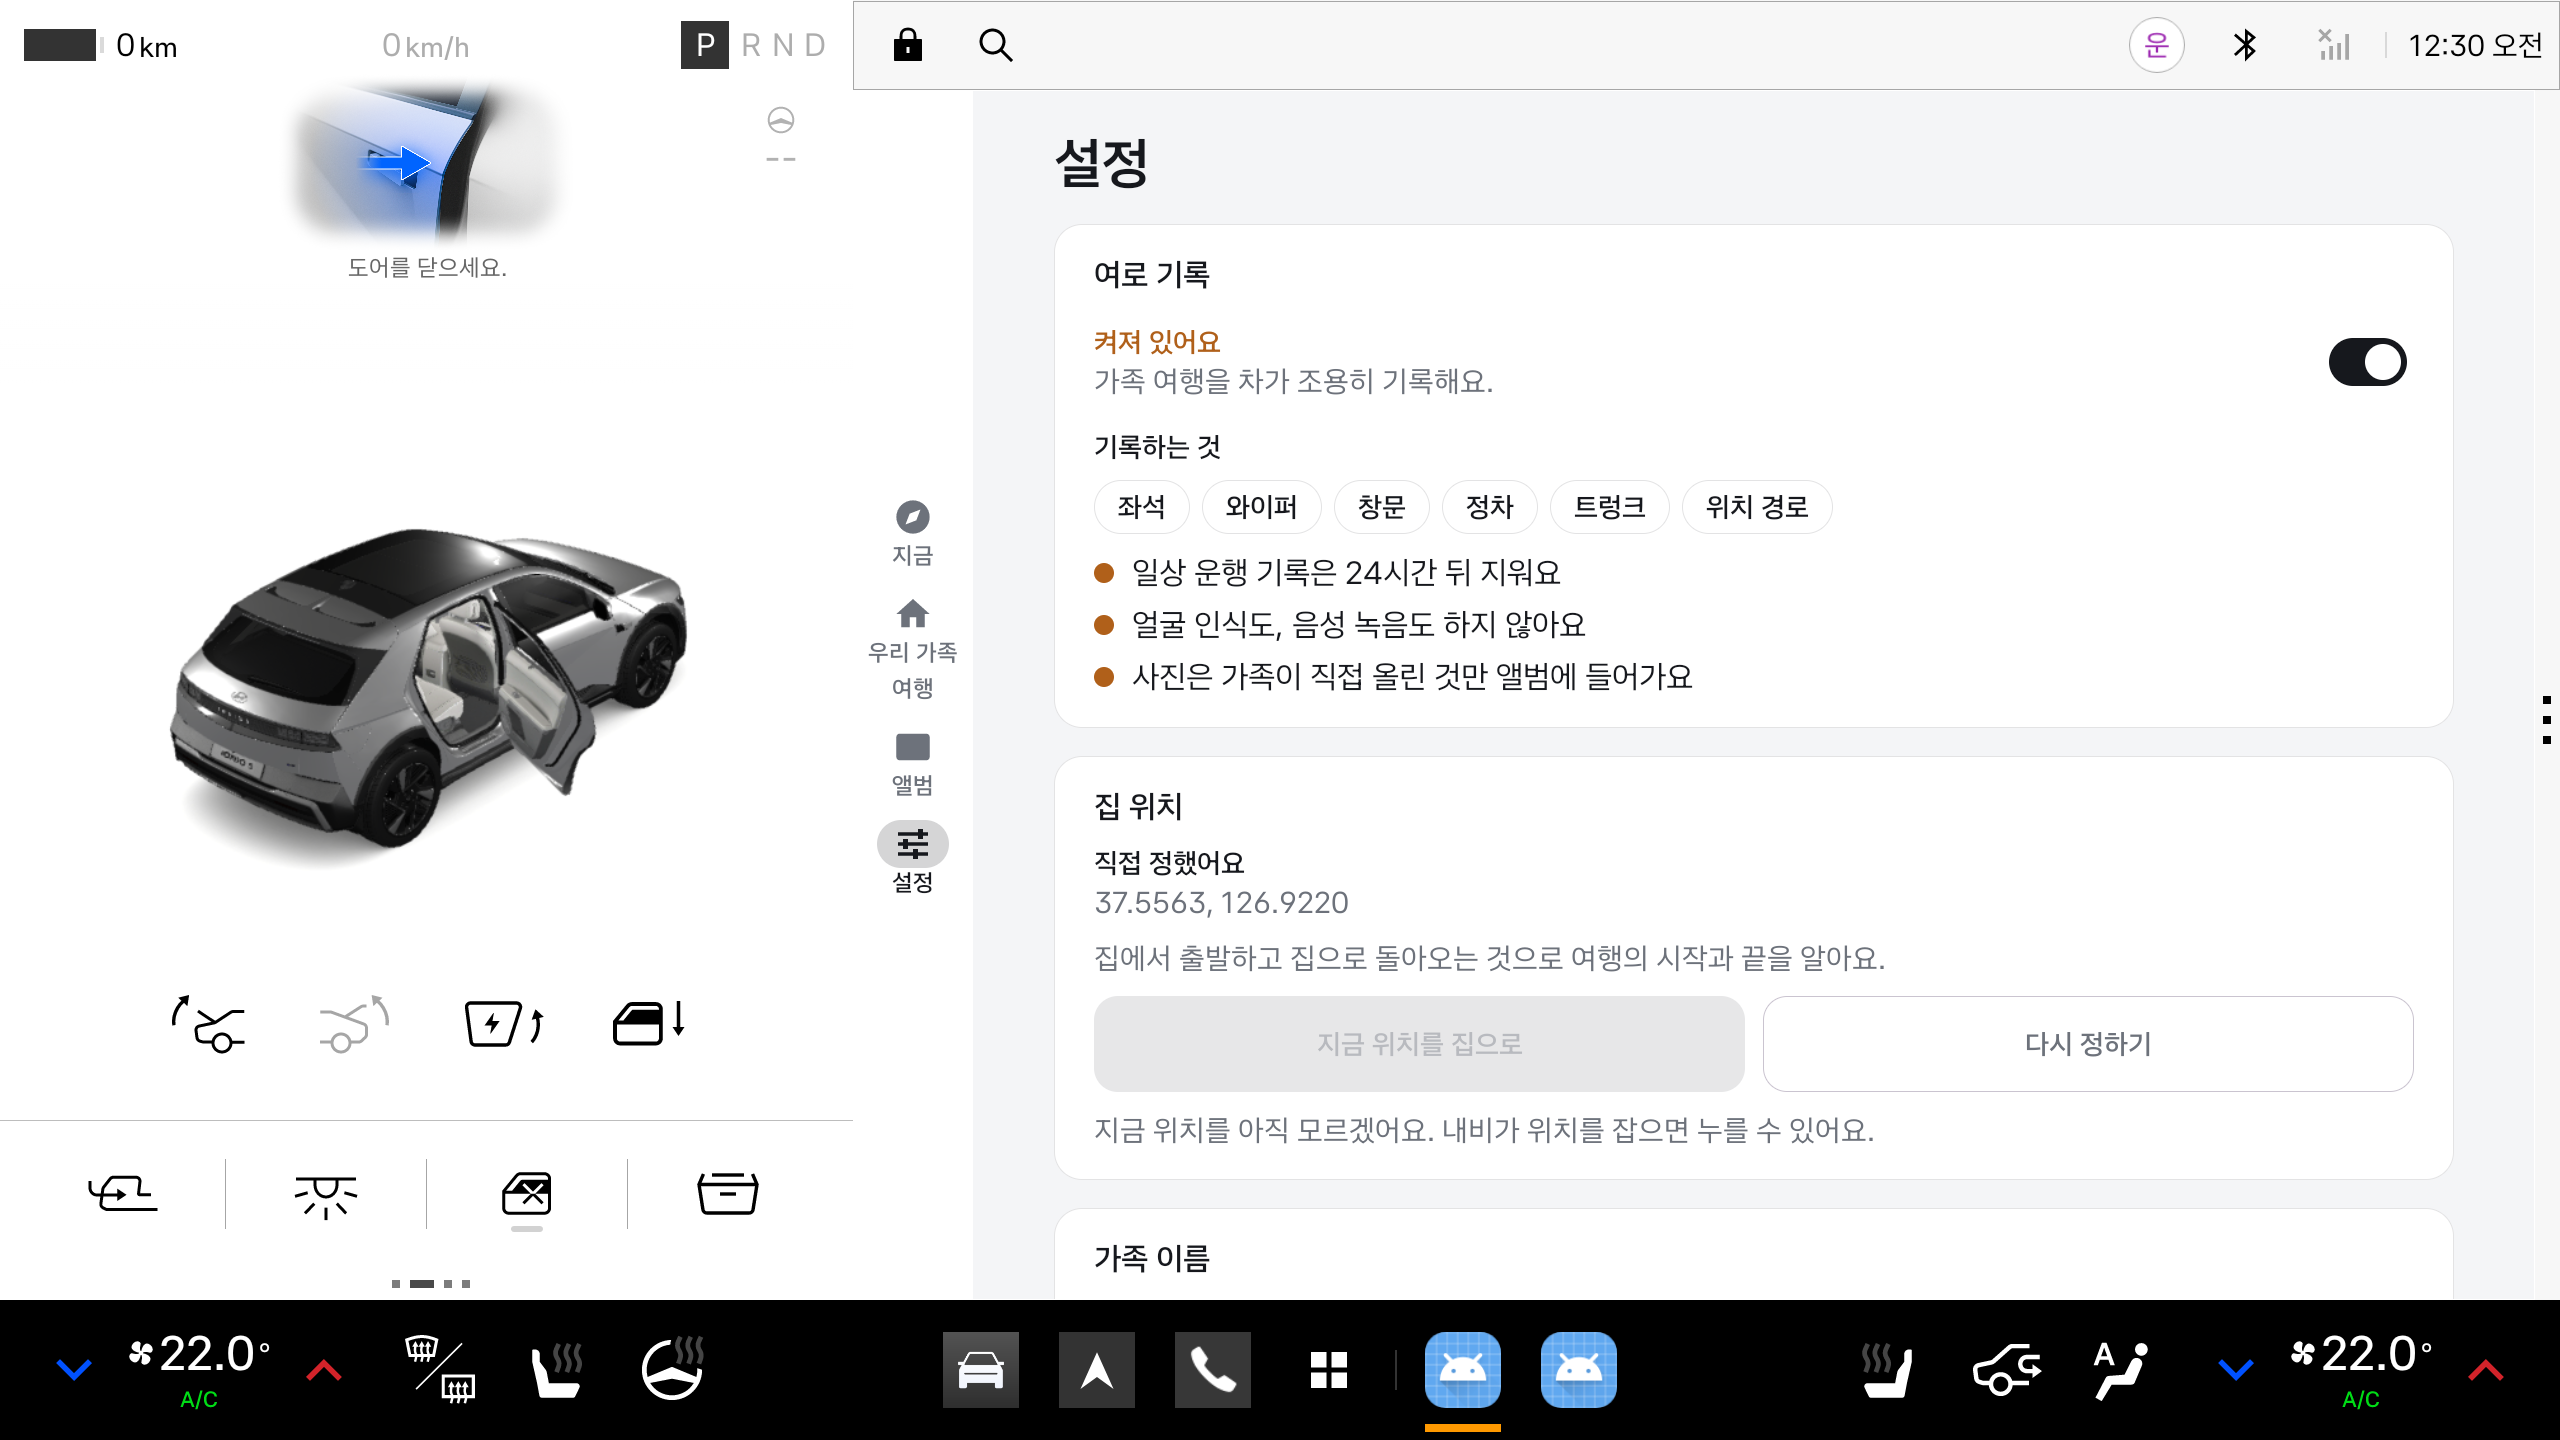 0 km
0 km/h
P R N D
운
12:30 오전
도어를 닫으세요.
지금
우리 가족
여행
앨범
설정
설정
여로 기록
켜져 있어요
가족 여행을 차가 조용히 기록해요.
기록하는 것
좌석 와이퍼 창문 정차 트렁크 위치 경로
일상 운행 기록은 24시간 뒤 지워요
얼굴 인식도, 음성 녹음도 하지 않아요
사진은 가족이 직접 올린 것만 앨범에 들어가요
집 위치
직접 정했어요
37.5563, 126.9220
집에서 출발하고 집으로 돌아오는 것으로 여행의 시작과 끝을 알아요.
지금 위치를 집으로
다시 정하기
지금 위치를 아직 모르겠어요. 내비가 위치를 잡으면 누를 수 있어요.
가족 이름
IONIQ 5
22.0°
A/C
A
22.0°
A/C